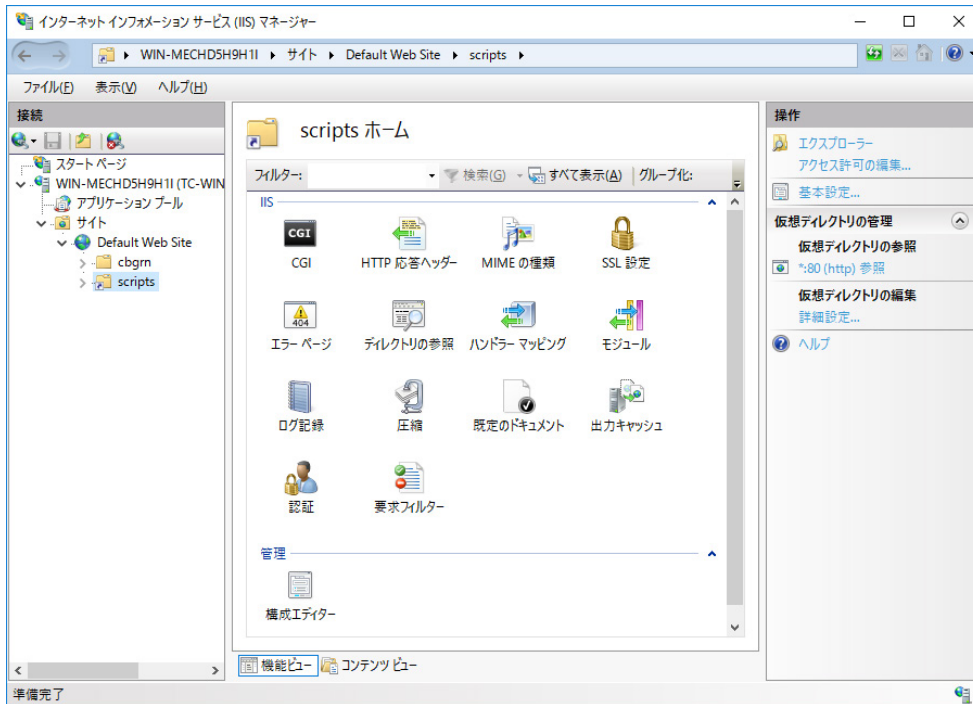 インターネット インフォメーション サービス (IIS) マネージャー
WIN-MECHD5H9H1I サイト Default Web Site scripts
ファイル(F) 表示(V) ヘルプ(H)
接続
スタート ページ
WIN-MECHD5H9H1I (TC-WIN
アプリケーション プール
サイト
Default Web Site
cbgrn
scripts
scripts ホーム
フィルター: 検索(G) すべて表示(A) グループ化:
IIS
CGI
CGI HTTP 応答ヘッダー MIME の種類 SSL 設定
404
エラー ページ ディレクトリの参照 ハンドラー マッピング モジュール
ログ記録 圧縮 既定のドキュメント 出力キャッシュ
認証 要求フィルター
管理
構成エディター
機能ビュー コンテンツ ビュー
操作
エクスプローラー
アクセス許可の編集...
基本設定...
仮想ディレクトリの管理
仮想ディレクトリの参照
*:80 (http) 参照
仮想ディレクトリの編集
詳細設定...
ヘルプ
準備完了